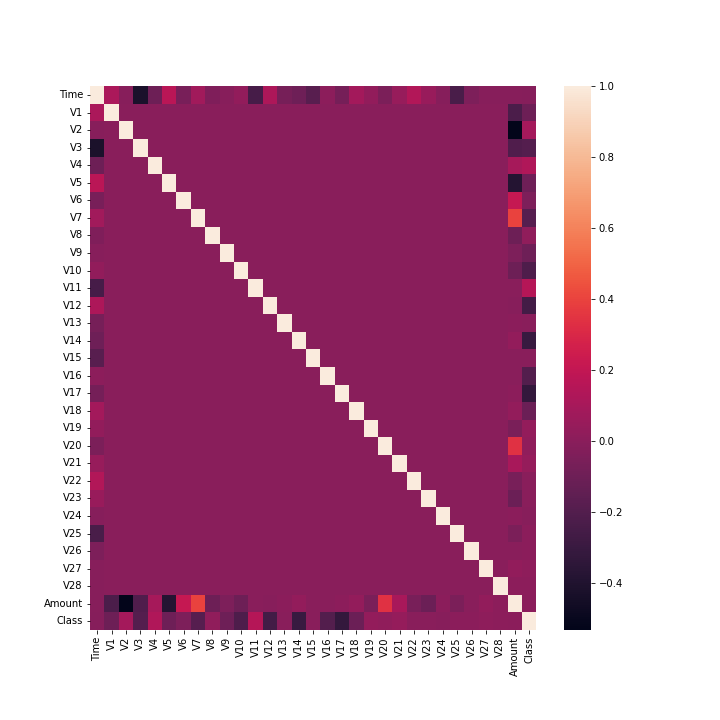 Time
V1
V2
V3
V4
V5
V6
V7
V8
V9
V10
V11
V12
V13
V14
V15
V16
V17
V18
V19
V20
V21
V22
V23
V24
V25
V26
V27
V28
Amount
Class
Time
V1
V2
V3
V4
V5
V6
V7
V8
V9
V10
V11
V12
V13
V14
V15
V16
V17
V18
V19
V20
V21
V22
V23
V24
V25
V26
V27
V28
Amount
Class
1.0
0.8
0.6
0.4
0.2
0.0
−0.2
−0.4